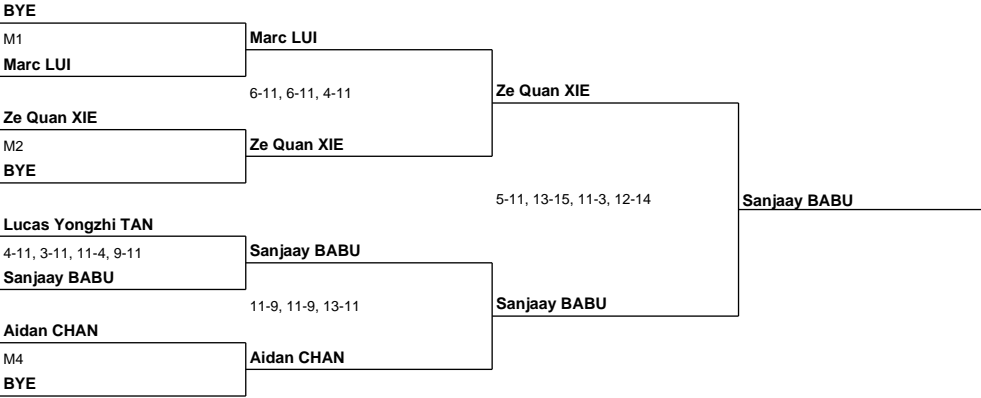 BYE
M1
Marc LUI
Marc LUI
6-11, 6-11, 4-11
Ze Quan XIE
M2
BYE
Ze Quan XIE
Ze Quan XIE
5-11, 13-15, 11-3, 12-14
Lucas Yongzhi TAN
4-11, 3-11, 11-4, 9-11
Sanjaay BABU
Sanjaay BABU
11-9, 11-9, 13-11
Aidan CHAN
M4
BYE
Aidan CHAN
Sanjaay BABU
Sanjaay BABU